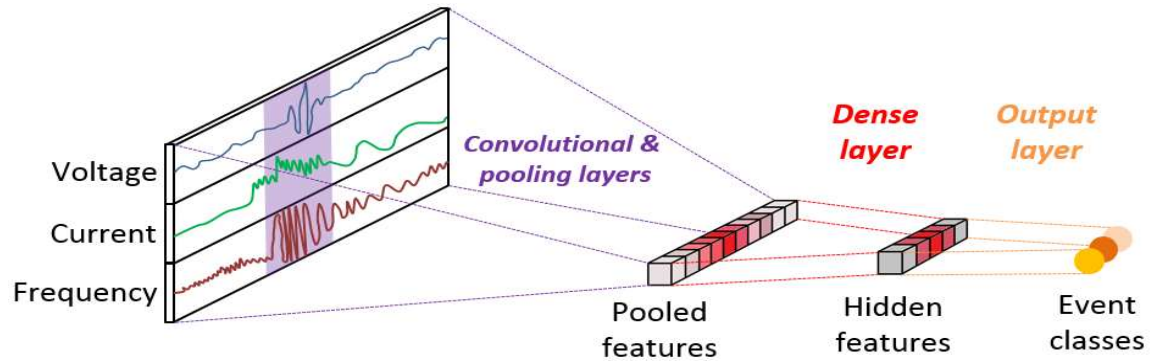 Voltage
Current
Frequency
Convolutional &
pooling layers
Dense
layer
Output
layer
Pooled
features
Hidden
features
Event
classes